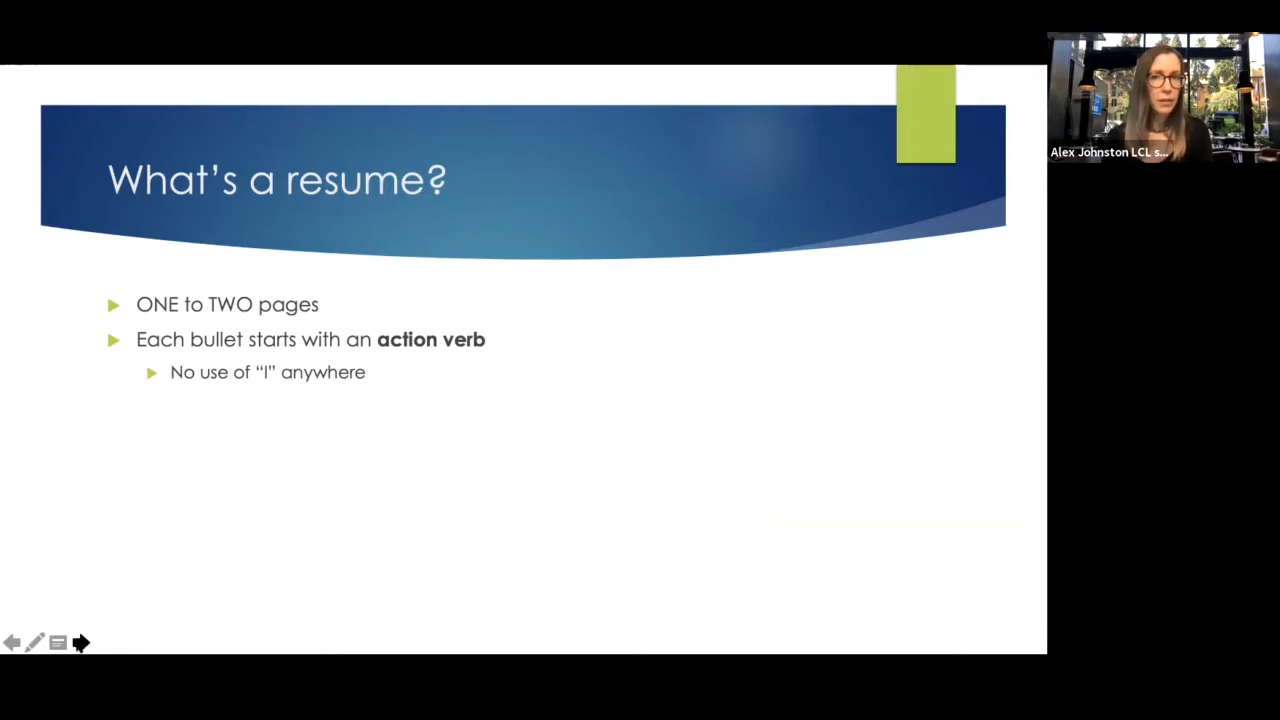 What's a resume?
ONE to TWO pages
Each bullet starts with an action verb
No use of “I” anywhere
Alex Johnston LCL s...